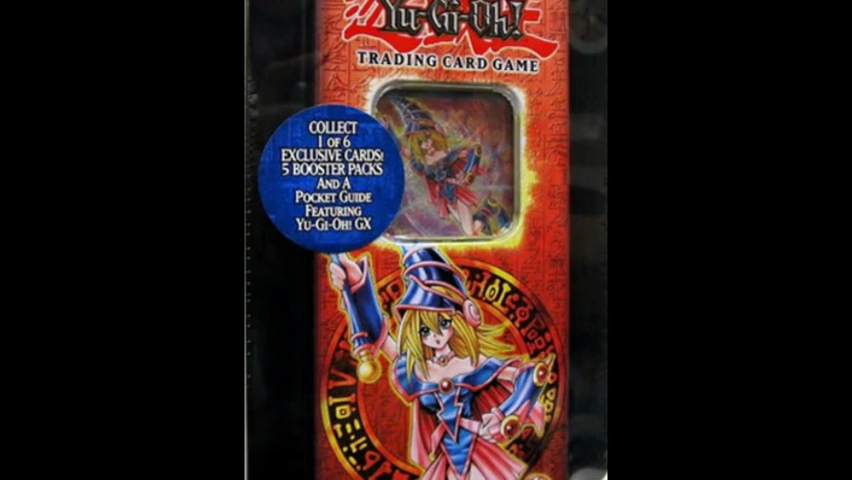 Yu-Gi-Oh!
TRADING CARD GAME
COLLECT
1 OF 6
EXCLUSIVE CARDS!
5 BOOSTER PACKS
AND A
POCKET GUIDE
FEATURING
YU-GI-OH! GX